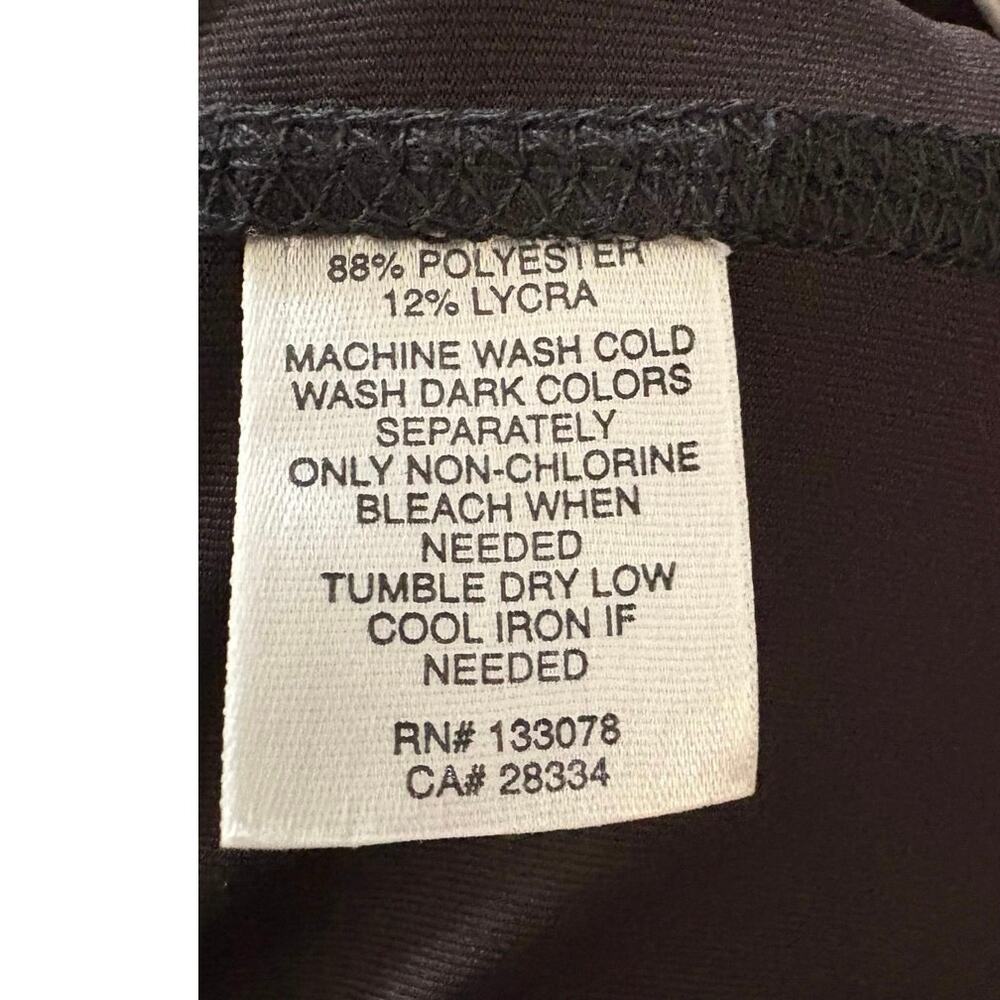 88% POLYESTER
12% LYCRA
MACHINE WASH COLD
WASH DARK COLORS
SEPARATELY
ONLY NON-CHLORINE
BLEACH WHEN
NEEDED
TUMBLE DRY LOW
COOL IRON IF
NEEDED
RN# 133078
CA# 28334